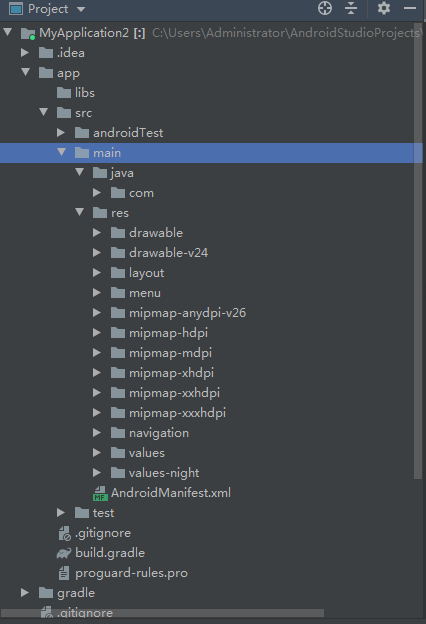 Project
MyApplication2 [:] C:\Users\Administrator\AndroidStudioProjects
.idea
app
libs
src
androidTest
main
java
com
res
drawable
drawable-v24
layout
menu
mipmap-anydpi-v26
mipmap-hdpi
mipmap-mdpi
mipmap-xhdpi
mipmap-xxhdpi
mipmap-xxxhdpi
navigation
values
values-night
MF AndroidManifest.xml
test
.gitignore
build.gradle
proguard-rules.pro
gradle
.gitignore